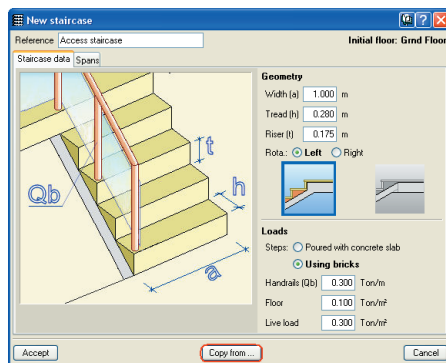 New staircase
Reference Access staircase Initial floor: Grnd Floor
Staircase data Spans
Geometry
Width (a) 1.000 m
Tread (h) 0.280 m
Riser (t) 0.175 m
Rota.: Left Right
t
h
Qb
a
Loads
Steps: Poured with concrete slab
Using bricks
Handrails (Qb) 0.300 Ton/m
Floor 0.100 Ton/m²
Live load 0.300 Ton/m²
Accept Copy from ... Cancel